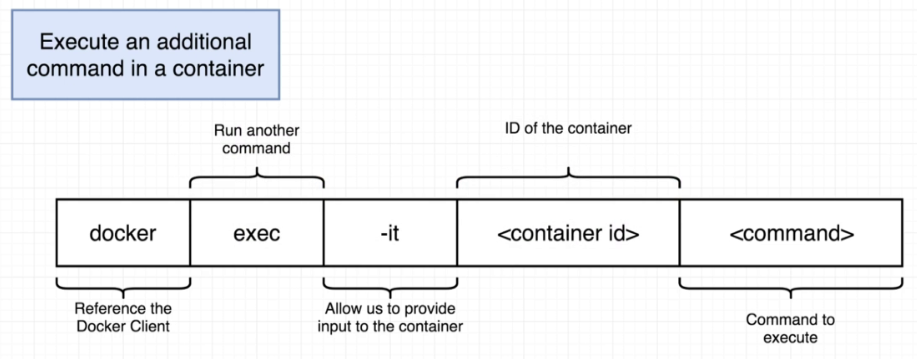 Execute an additional
command in a container
Run another
command
ID of the container
docker
exec
-it
<container id>
<command>
Reference the
Docker Client
Allow us to provide
input to the container
Command to
execute